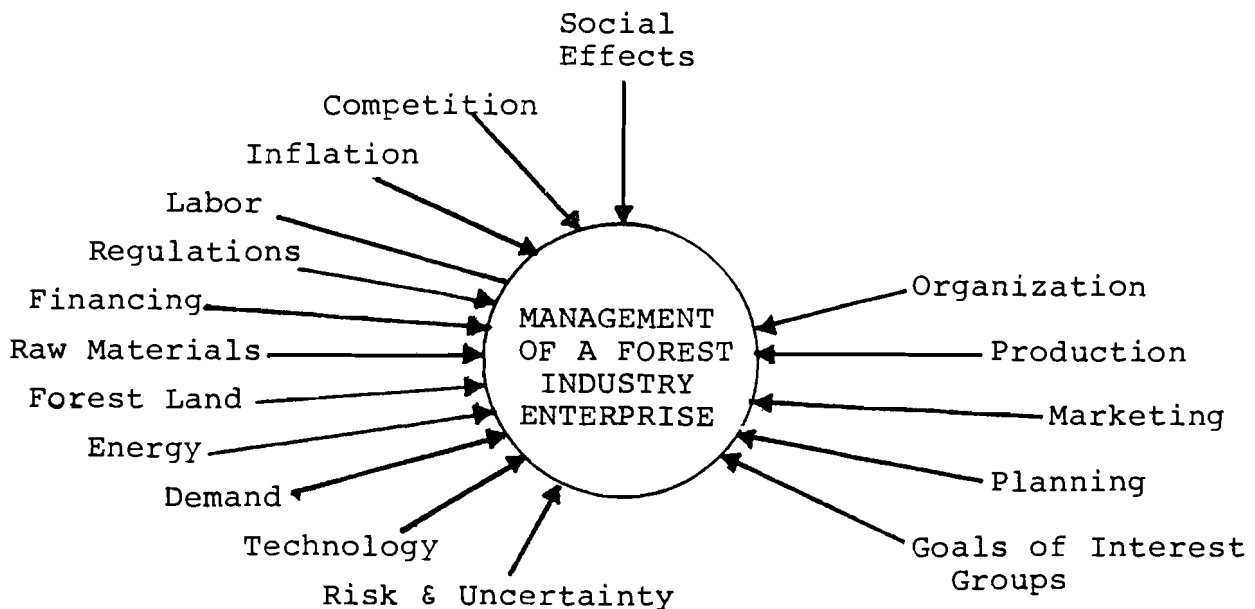 Social
Effects
Competition
Inflation
Labor
Regulations
Financing
Raw Materials
Forest Land
Energy
Demand
Technology
Risk & Uncertainty
MANAGEMENT
OF A FOREST
INDUSTRY
ENTERPRISE
Organization
Production
Marketing
Planning
Goals of Interest
Groups